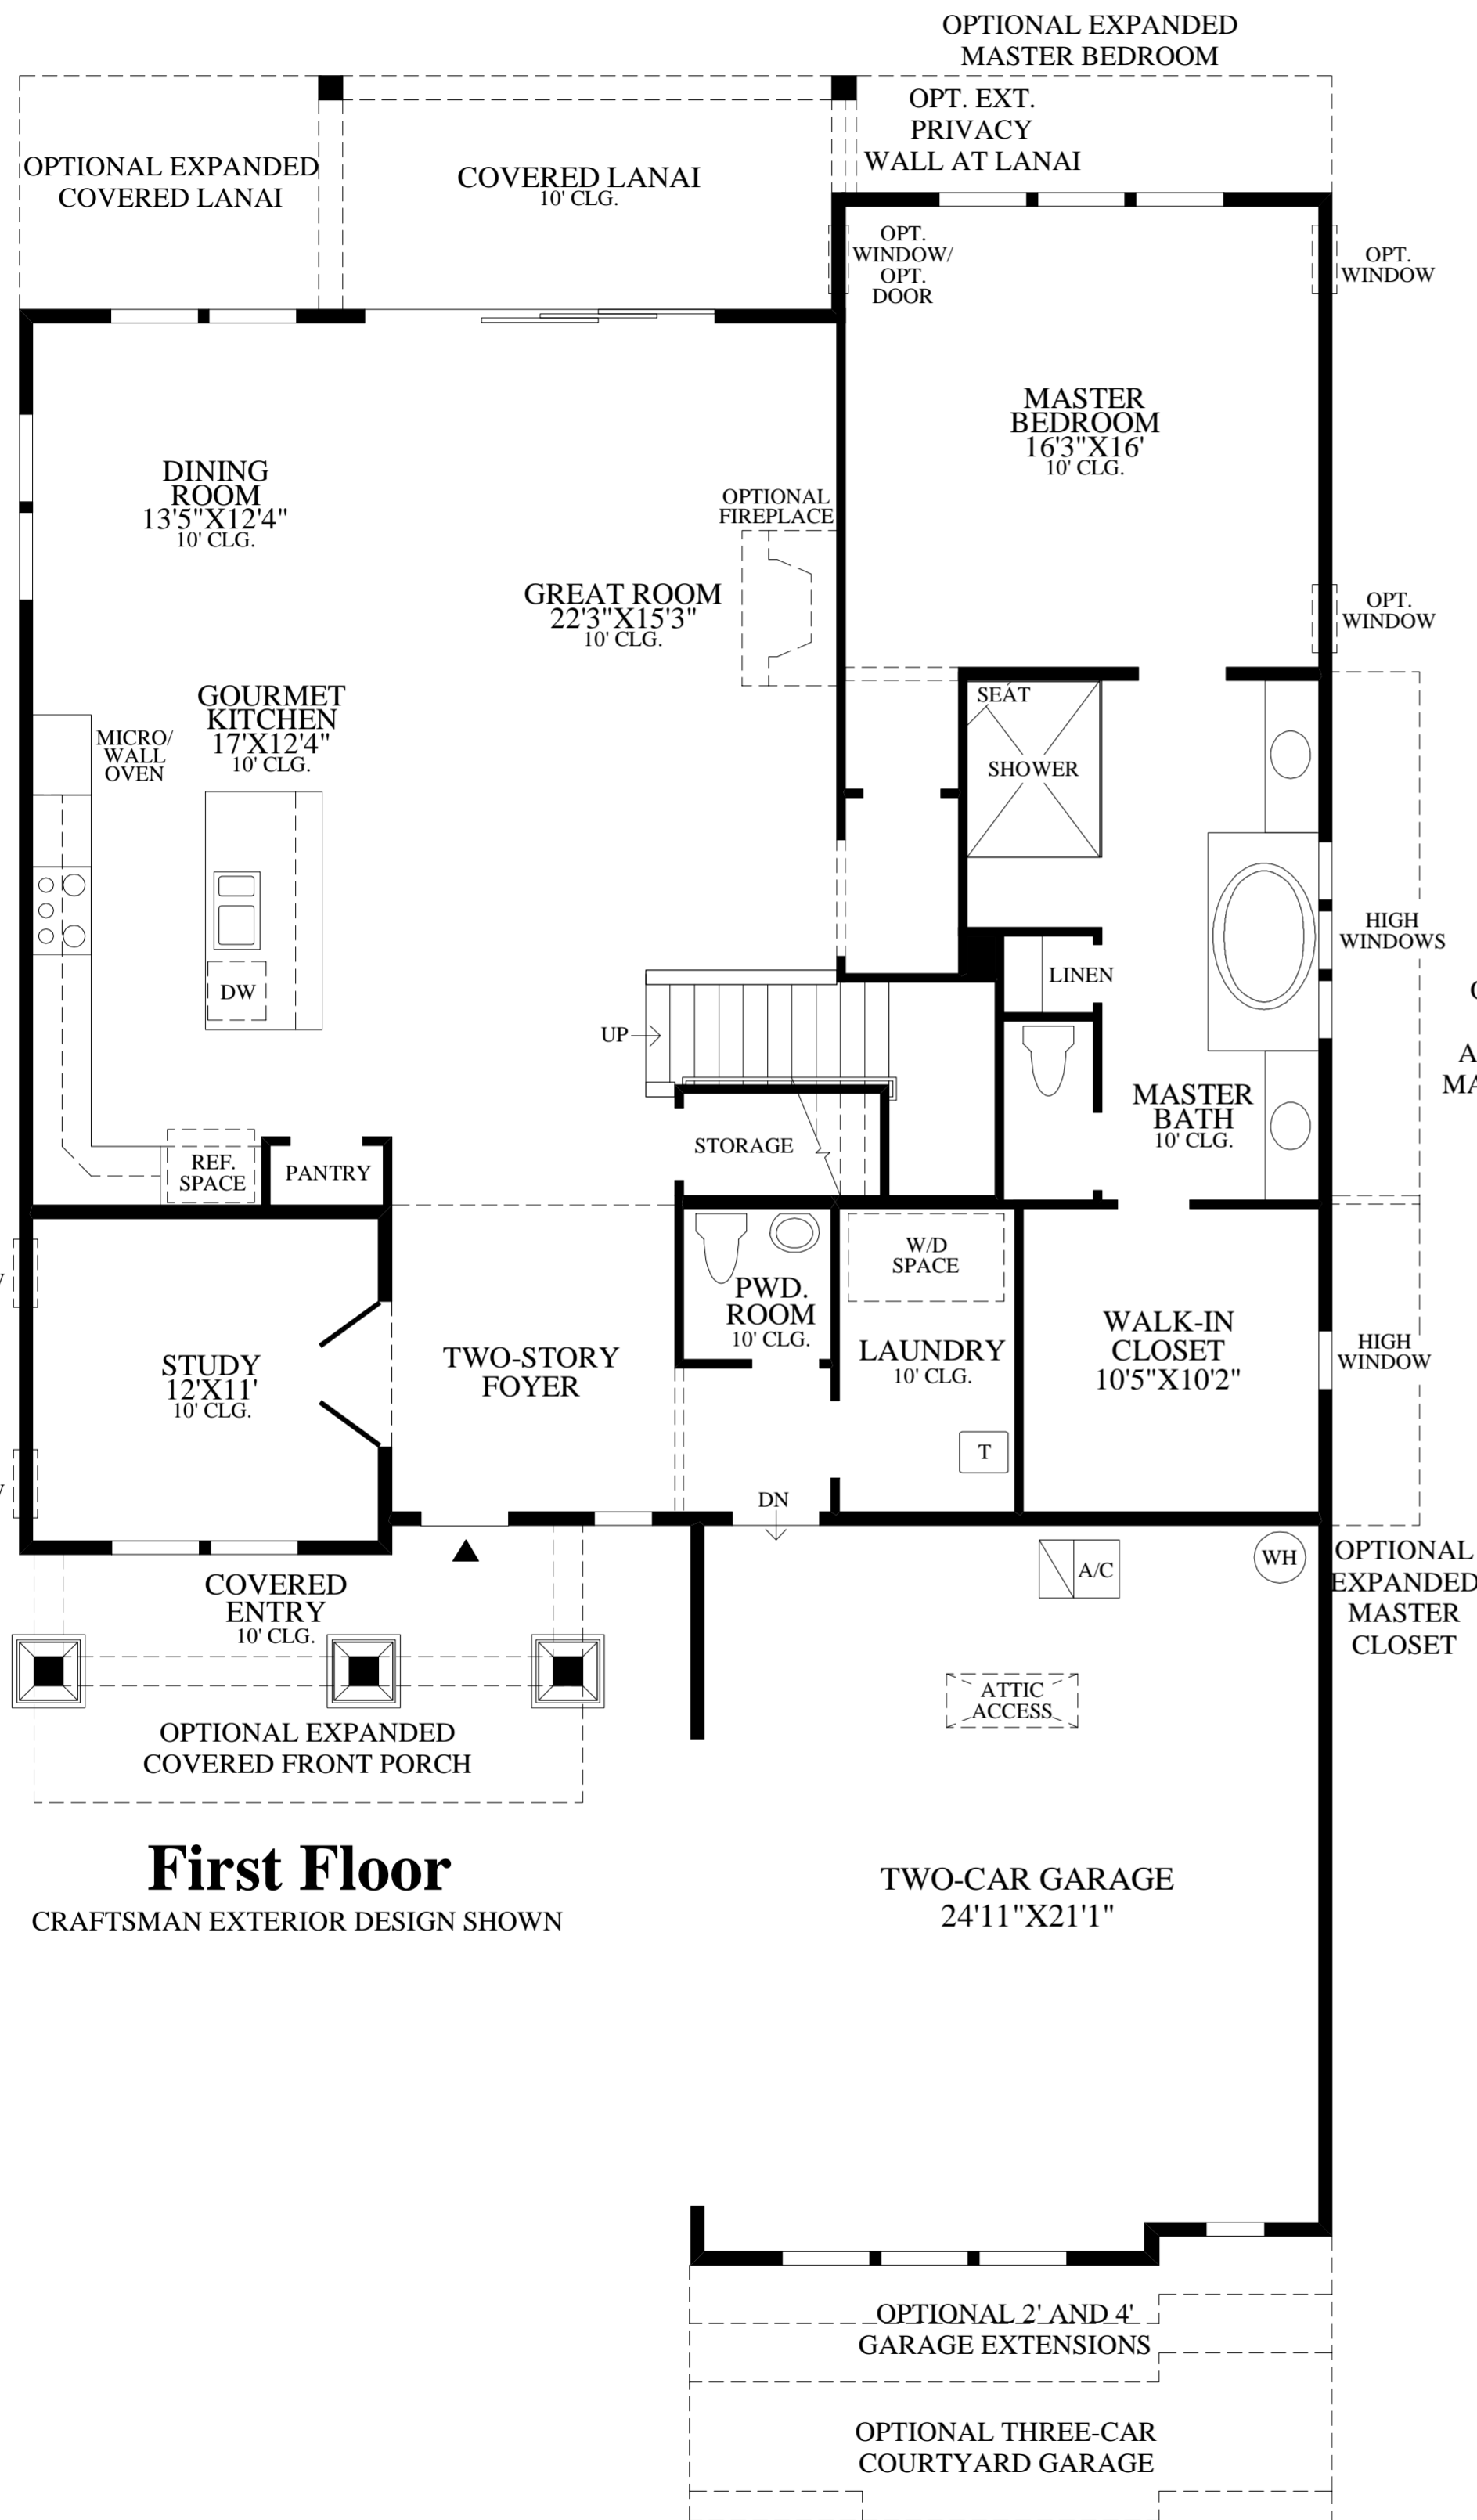 OPTIONAL EXPANDED
MASTER BEDROOM
OPT. EXT.
PRIVACY
WALL AT LANAI
OPTIONAL EXPANDED
COVERED LANAI
COVERED LANAI
10' CLG.
OPT.
WINDOW/
OPT.
DOOR
OPT.
WINDOW
MASTER
BEDROOM
16'3"X16'
10' CLG.
DINING
ROOM
13'5"X12'4"
10' CLG.
OPTIONAL
FIREPLACE
GREAT ROOM
22'3"X15'3"
10' CLG.
OPT.
WINDOW
GOURMET
KITCHEN
17'X12'4"
10' CLG.
MICRO/
WALL
OVEN
SEAT
SHOWER
HIGH
WINDOWS
DW
LINEN
UP
MASTER
BATH
10' CLG.
STORAGE
REF.
SPACE
PANTRY
W/D
SPACE
PWD.
ROOM
10' CLG.
LAUNDRY
10' CLG.
WALK-IN
CLOSET
10'5"X10'2"
HIGH
WINDOW
STUDY
12'X11'
10' CLG.
TWO-STORY
FOYER
T
DN
A/C
WH
OPTIONAL
EXPANDED
MASTER
CLOSET
COVERED
ENTRY
10' CLG.
ATTIC
ACCESS
OPTIONAL EXPANDED
COVERED FRONT PORCH
First Floor
CRAFTSMAN EXTERIOR DESIGN SHOWN
TWO-CAR GARAGE
24'11"X21'1"
OPTIONAL 2' AND 4'
GARAGE EXTENSIONS
OPTIONAL THREE-CAR
COURTYARD GARAGE